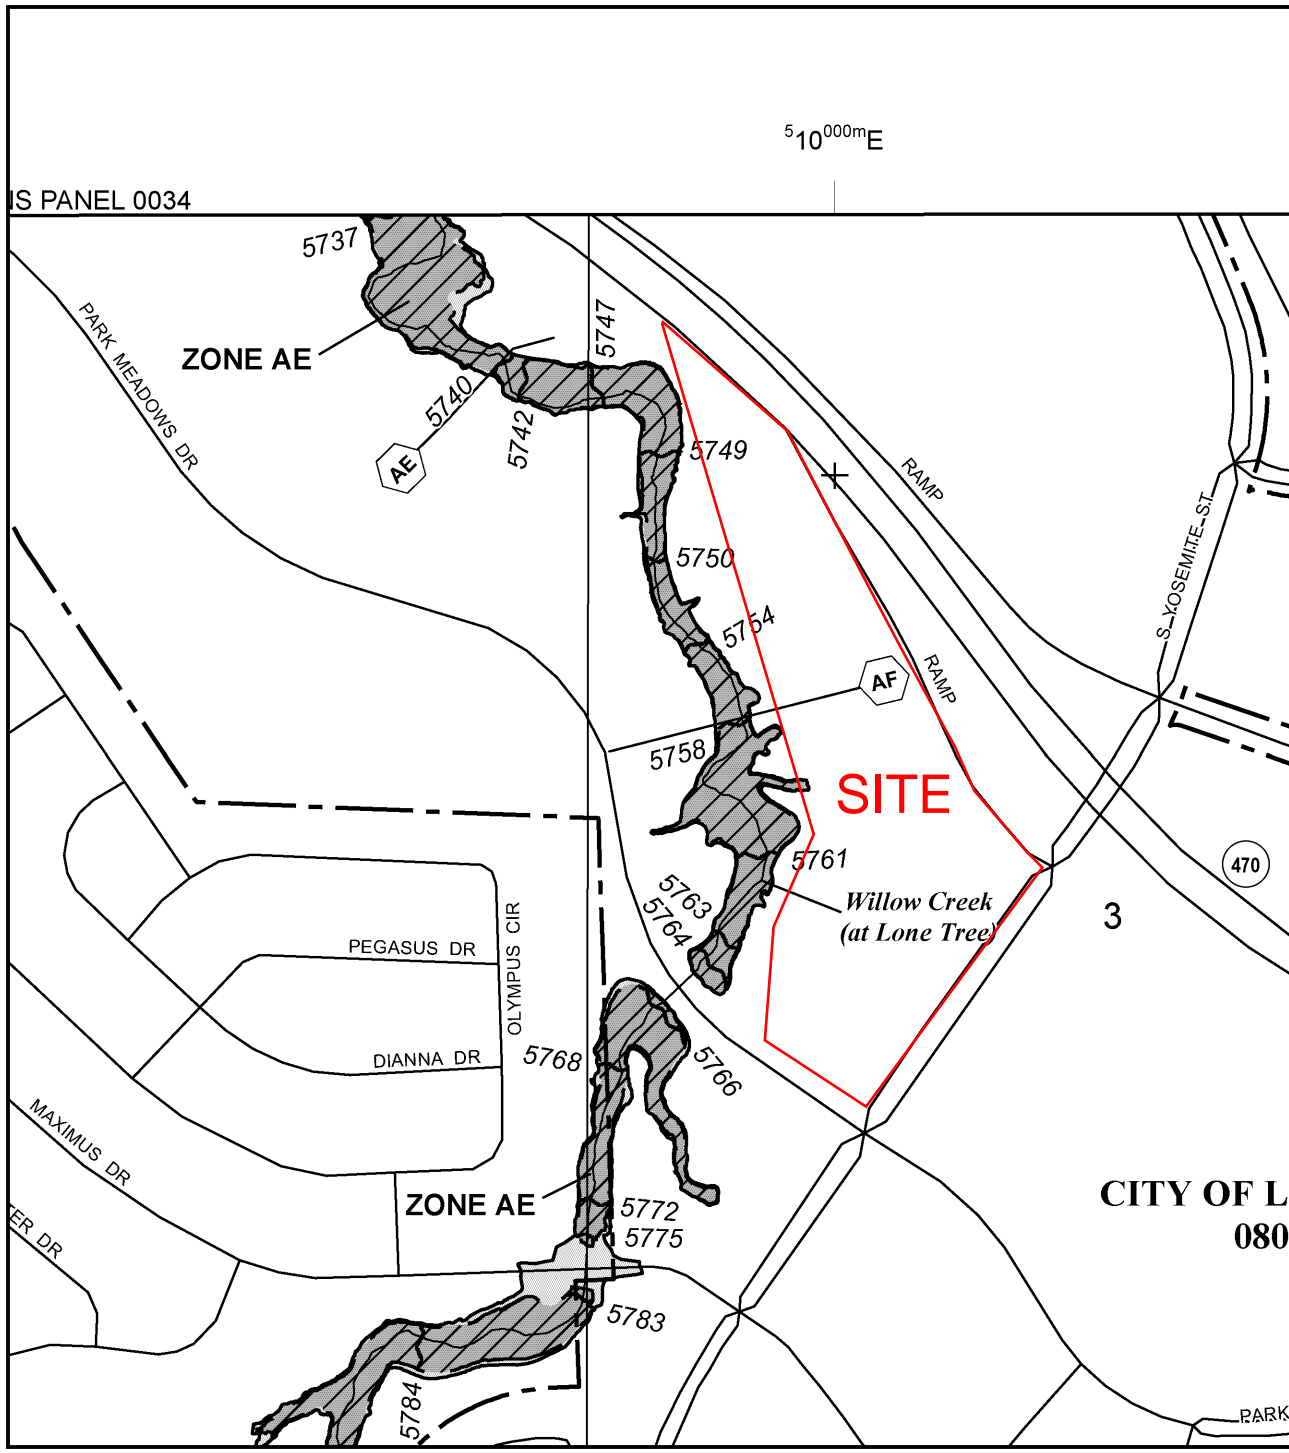 510000mE
IS PANEL 0034
5737
ZONE AE
PARK MEADOWS DR
5747
5740
5742
AE
5749
RAMP
S YOSEMITE ST
5750
5754
RAMP
AF
5758
SITE
5761
470
5763
5764
Willow Creek
(at Lone Tree)
3
PEGASUS DR
OLYMPUS CIR
DIANNA DR
5768
5766
MAXIMUS DR
ZONE AE
5772
5775
CITY OF L
080
TER DR
5783
5784
PARK